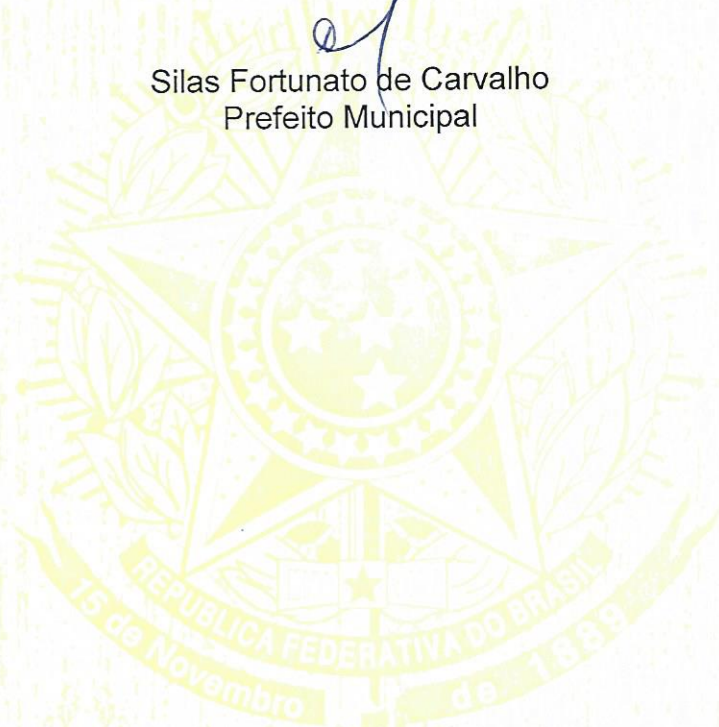 Silas Fortunato de Carvalho
Prefeito Municipal
REPUBLICA FEDERATIVA DO BRASIL
15 de Novembro de 1889